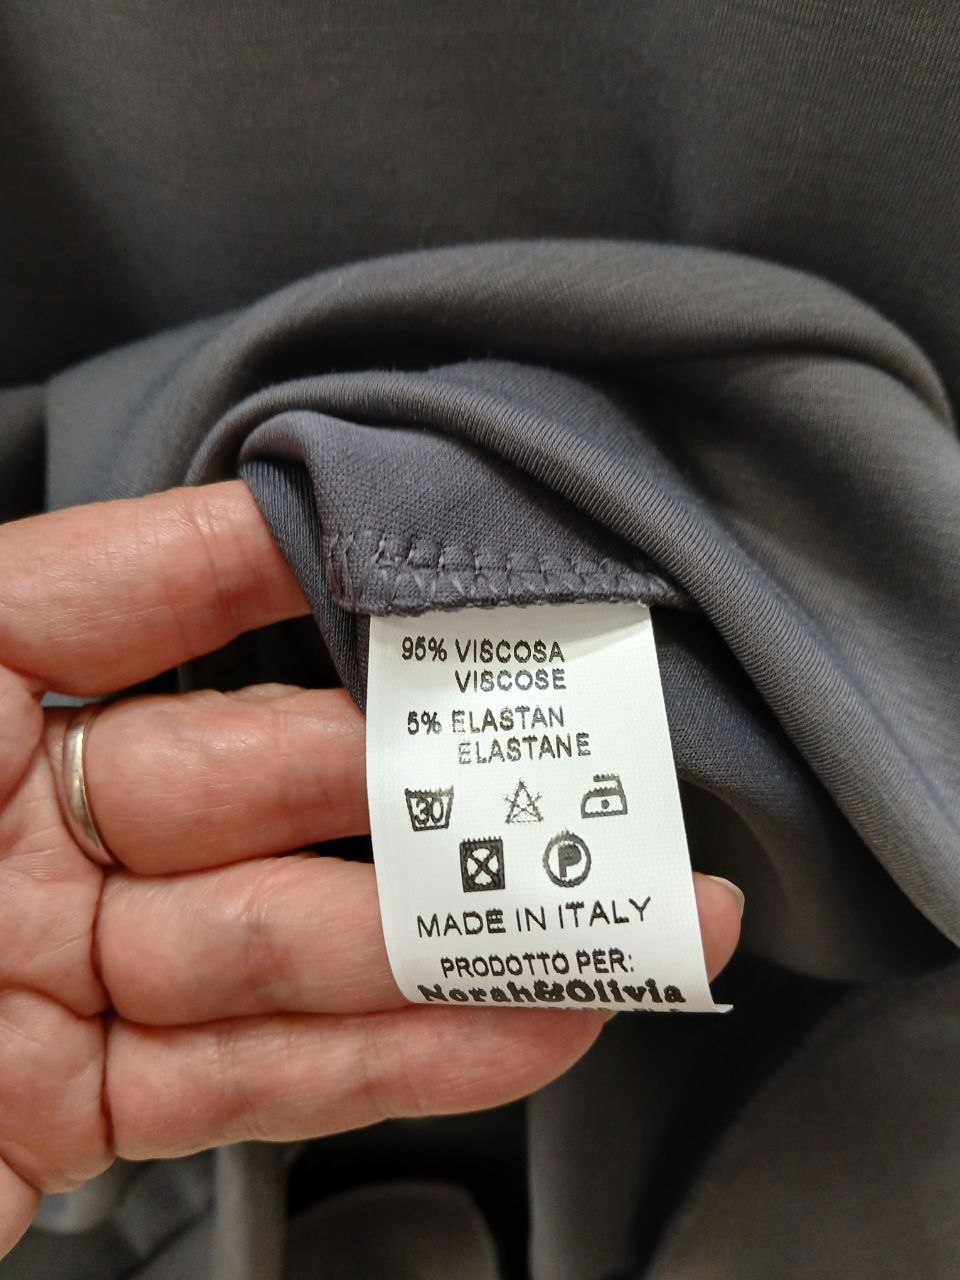 95% VISCOSA
VISCOSE
5% ELASTAN
ELASTANE
30
P
MADE IN ITALY
PRODOTTO PER:
Norah&Olivia